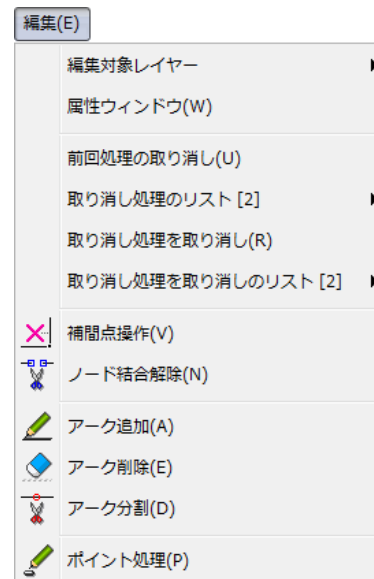 編集(E)
編集対象レイヤー
属性ウィンドウ(W)
前回処理の取り消し(U)
取り消し処理のリスト [2]
取り消し処理を取り消し(R)
取り消し処理を取り消しのリスト [2]
補間点操作(V)
ノード結合解除(N)
アーク追加(A)
アーク削除(E)
アーク分割(D)
ポイント処理(P)